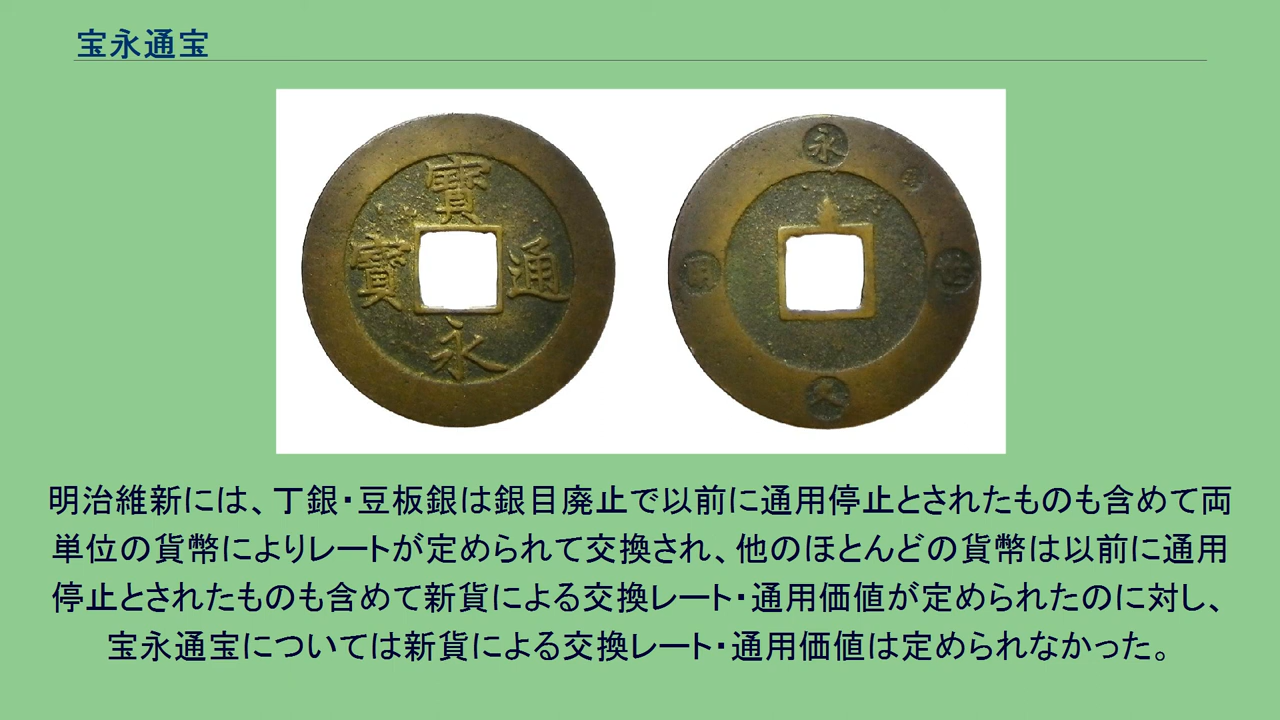 宝永通宝
寳
通
寳
永
永
世
久
用
明治維新には、丁銀・豆板銀は銀目廃止で以前に通用停止とされたものも含めて両
単位の貨幣によりレートが定められて交換され、他のほとんどの貨幣は以前に通用
停止とされたものも含めて新貨による交換レート・通用価値が定められたのに対し、
宝永通宝については新貨による交換レート・通用価値は定められなかった。